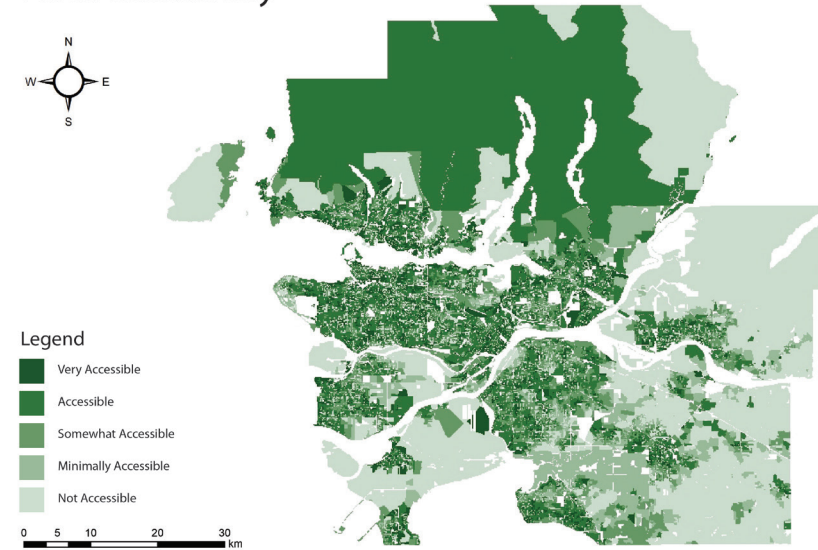 N
W E
S
Legend
Very Accessible
Accessible
Somewhat Accessible
Minimally Accessible
Not Accessible
0 5 10 20 30
km